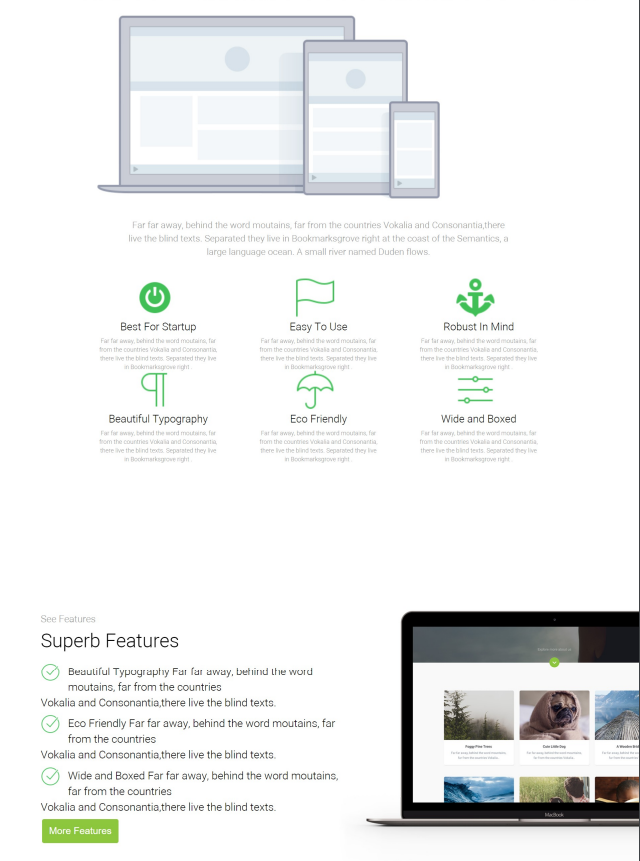 Far far away, behind the word moutains, far from the countries Vokalia and Consonantia,there
live the blind texts. Separated they live in Bookmarksgrove right at the coast of the Semantics, a
large language ocean. A small river named Duden flows.
Best For Startup
Far far away, behind the word moutains, far
from the countries Vokalia and Consonantia,
there live the blind texts. Separated they live
in Bookmarksgrove right .
Easy To Use
Far far away, behind the word moutains, far
from the countries Vokalia and Consonantia,
there live the blind texts. Separated they live
in Bookmarksgrove right .
Robust In Mind
Far far away, behind the word moutains, far
from the countries Vokalia and Consonantia,
there live the blind texts. Separated they live
in Bookmarksgrove right .
Beautiful Typography
Far far away, behind the word moutains, far
from the countries Vokalia and Consonantia,
there live the blind texts. Separated they live
in Bookmarksgrove right .
Eco Friendly
Far far away, behind the word moutains, far
from the countries Vokalia and Consonantia,
there live the blind texts. Separated they live
in Bookmarksgrove right .
Wide and Boxed
Far far away, behind the word moutains, far
from the countries Vokalia and Consonantia,
there live the blind texts. Separated they live
in Bookmarksgrove right .
See Features
Superb Features
Beautiful Typography Far far away, behind the word
moutains, far from the countries
Vokalia and Consonantia,there live the blind texts.
Eco Friendly Far far away, behind the word moutains, far
from the countries
Vokalia and Consonantia,there live the blind texts.
Wide and Boxed Far far away, behind the word moutains,
far from the countries
Vokalia and Consonantia,there live the blind texts.
More Features
Foggy Pine Trees
Cute Little Dog
A Wooden
MacBook